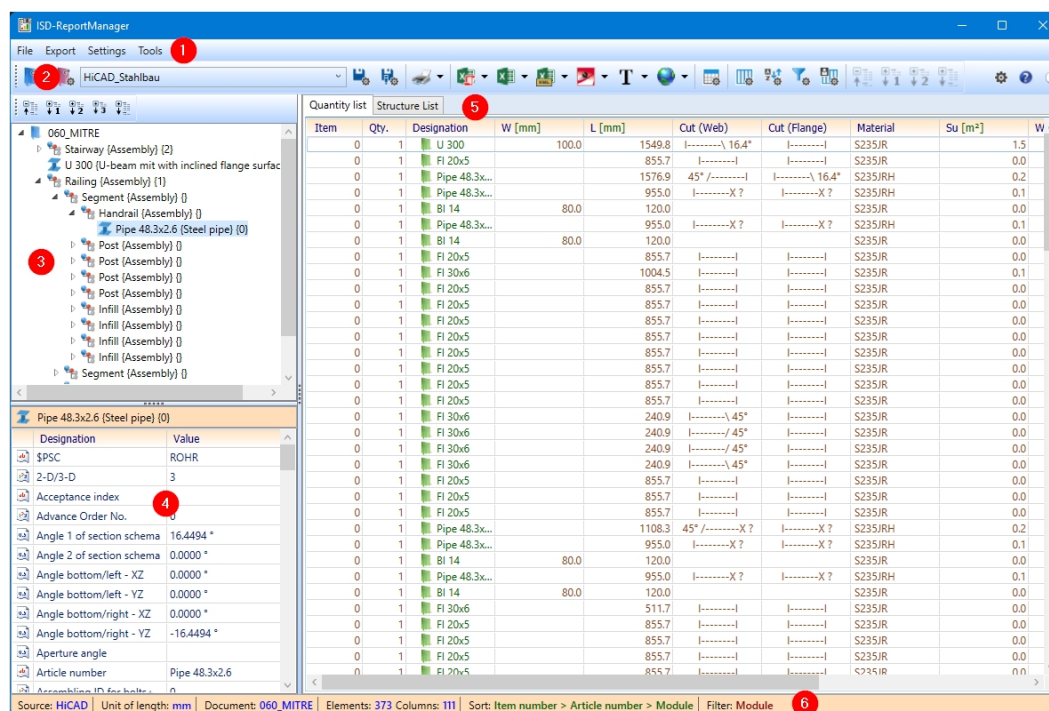 ISD-ReportManager
File Export Settings Tools 1
2 HiCAD_Stahlbau
060_MITRE
Stairway {Assembly} {2}
U 300 {U-beam mit with inclined flange surfac
Railing {Assembly} {1}
Segment {Assembly} {}
Handrail {Assembly} {}
Pipe 48.3x2.6 {Steel pipe} {0}
Post {Assembly} {}
3 Post {Assembly} {}
Post {Assembly} {}
Post {Assembly} {}
Infill {Assembly} {}
Infill {Assembly} {}
Infill {Assembly} {}
Infill {Assembly} {}
Segment {Assembly} {}
Pipe 48.3x2.6 {Steel pipe} {0}
Designation Value
$PSC ROHR
2-D/3-D 3
Acceptance index
4
Advance Order No. 0
Angle 1 of section schema 16.4494 °
Angle 2 of section schema 0.0000 °
Angle bottom/left - XZ 0.0000 °
Angle bottom/left - YZ 0.0000 °
Angle bottom/right - XZ 0.0000 °
Angle bottom/right - YZ -16.4494 °
Aperture angle
Article number Pipe 48.3x2.6
Assembling ID for bolts 0
Quantity list Structure List 5
Item Qty. Designation W [mm] L [mm] Cut (Web) Cut (Flange) Material Su [m²] W
0 1 U 300 100.0 1549.8 I--------\ 16.4° I--------I S235JR 1.5
0 1 Fl 20x5 855.7 I--------I I--------I S235JR 0.0
0 1 Pipe 48.3x... 1576.9 45° /--------I I--------\ 16.4° S235JRH 0.2
0 1 Pipe 48.3x... 955.0 I--------X ? I--------X ? S235JRH 0.1
0 1 Bl 14 80.0 120.0 S235JR 0.0
0 1 Pipe 48.3x... 955.0 I--------X ? I--------X ? S235JRH 0.1
0 1 Bl 14 80.0 120.0 S235JR 0.0
0 1 Fl 20x5 855.7 I--------I I--------I S235JR 0.0
0 1 Fl 30x6 1004.5 I--------I I--------I S235JR 0.1
0 1 Fl 20x5 855.7 I--------I I--------I S235JR 0.0
0 1 Fl 20x5 855.7 I--------I I--------I S235JR 0.0
0 1 Fl 20x5 855.7 I--------I I--------I S235JR 0.0
0 1 Fl 20x5 855.7 I--------I I--------I S235JR 0.0
0 1 Fl 20x5 855.7 I--------I I--------I S235JR 0.0
0 1 Fl 20x5 855.7 I--------I I--------I S235JR 0.0
0 1 Fl 20x5 855.7 I--------I I--------I S235JR 0.0
0 1 Fl 20x5 855.7 I--------I I--------I S235JR 0.0
0 1 Fl 30x6 240.9 I--------\ 45° I--------I S235JR 0.0
0 1 Fl 30x6 240.9 I--------/ 45° I--------I S235JR 0.0
0 1 Fl 30x6 240.9 I--------/ 45° I--------I S235JR 0.0
0 1 Fl 30x6 240.9 I--------\ 45° I--------I S235JR 0.0
0 1 Fl 20x5 855.7 I--------I I--------I S235JR 0.0
0 1 Fl 20x5 855.7 I--------I I--------I S235JR 0.0
0 1 Fl 20x5 855.7 I--------I I--------I S235JR 0.0
0 1 Pipe 48.3x... 1108.3 45° /--------X ? I--------X ? S235JRH 0.2
0 1 Pipe 48.3x... 955.0 I--------X ? I--------X ? S235JRH 0.1
0 1 Bl 14 80.0 120.0 S235JR 0.0
0 1 Pipe 48.3x... 955.0 I--------X ? I--------X ? S235JRH 0.1
0 1 Bl 14 80.0 120.0 S235JR 0.0
0 1 Fl 30x6 511.7 I--------I I--------I S235JR 0.0
0 1 Fl 20x5 855.7 I--------I I--------I S235JR 0.0
0 1 Fl 20x5 855.7 I--------I I--------I S235JR 0.0
0 1 Fl 20x5 855.7 I--------I I--------I S235JR 0.0
0 1 Fl 20x5 855.7 I--------I I--------I S235JR 0.0
Source: HiCAD Unit of length: mm Document: 060_MITRE Elements: 373 Columns: 111 Sort: Item number > Article number > Module Filter: Module 6